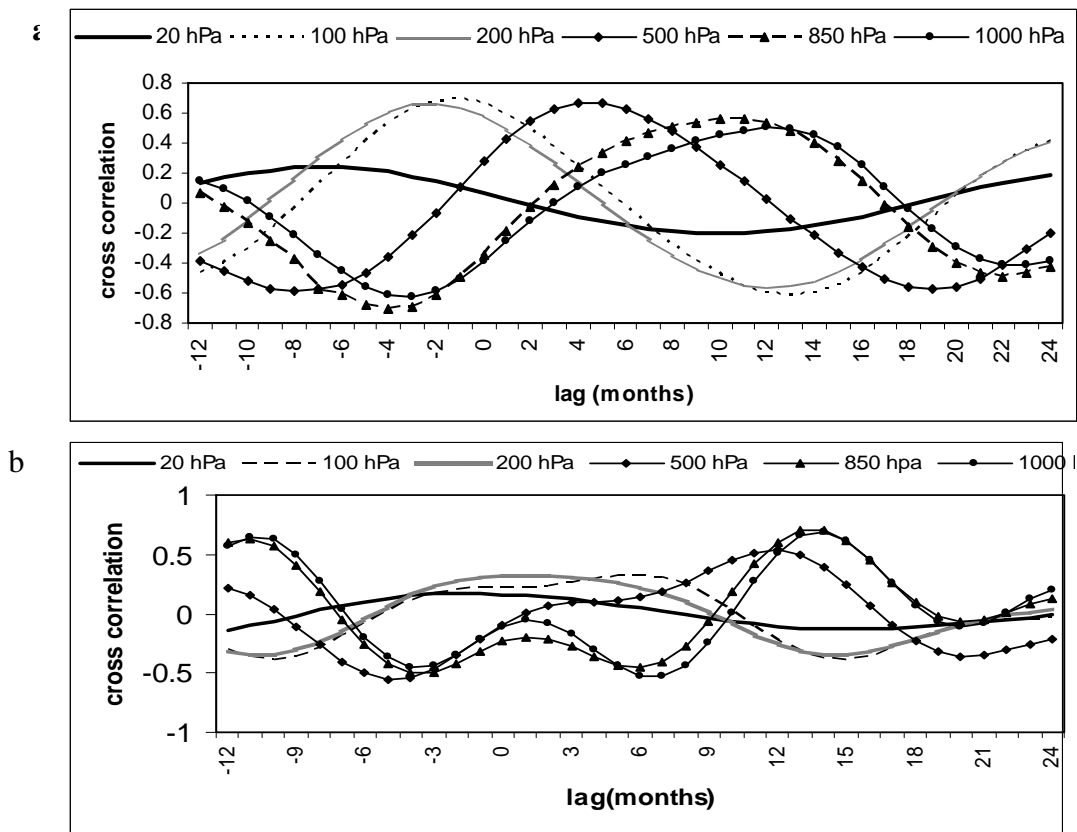 a
20 hPa 100 hPa 200 hPa 500 hPa 850 hPa 1000 hPa
cross correlation
0.8
0.6
0.4
0.2
0
-0.2
-0.4
-0.6
-0.8
-12 -10 -8 -6 -4 -2 0 2 4 6 8 10 12 14 16 18 20 22 24
lag (months)
b
20 hPa 100 hPa 200 hPa 500 hPa 850 hpa 1000
cross correlation
1
0.5
0
-0.5
-1
-12 -9 -6 -3 0 3 6 9 12 15 18 21 24
lag(months)